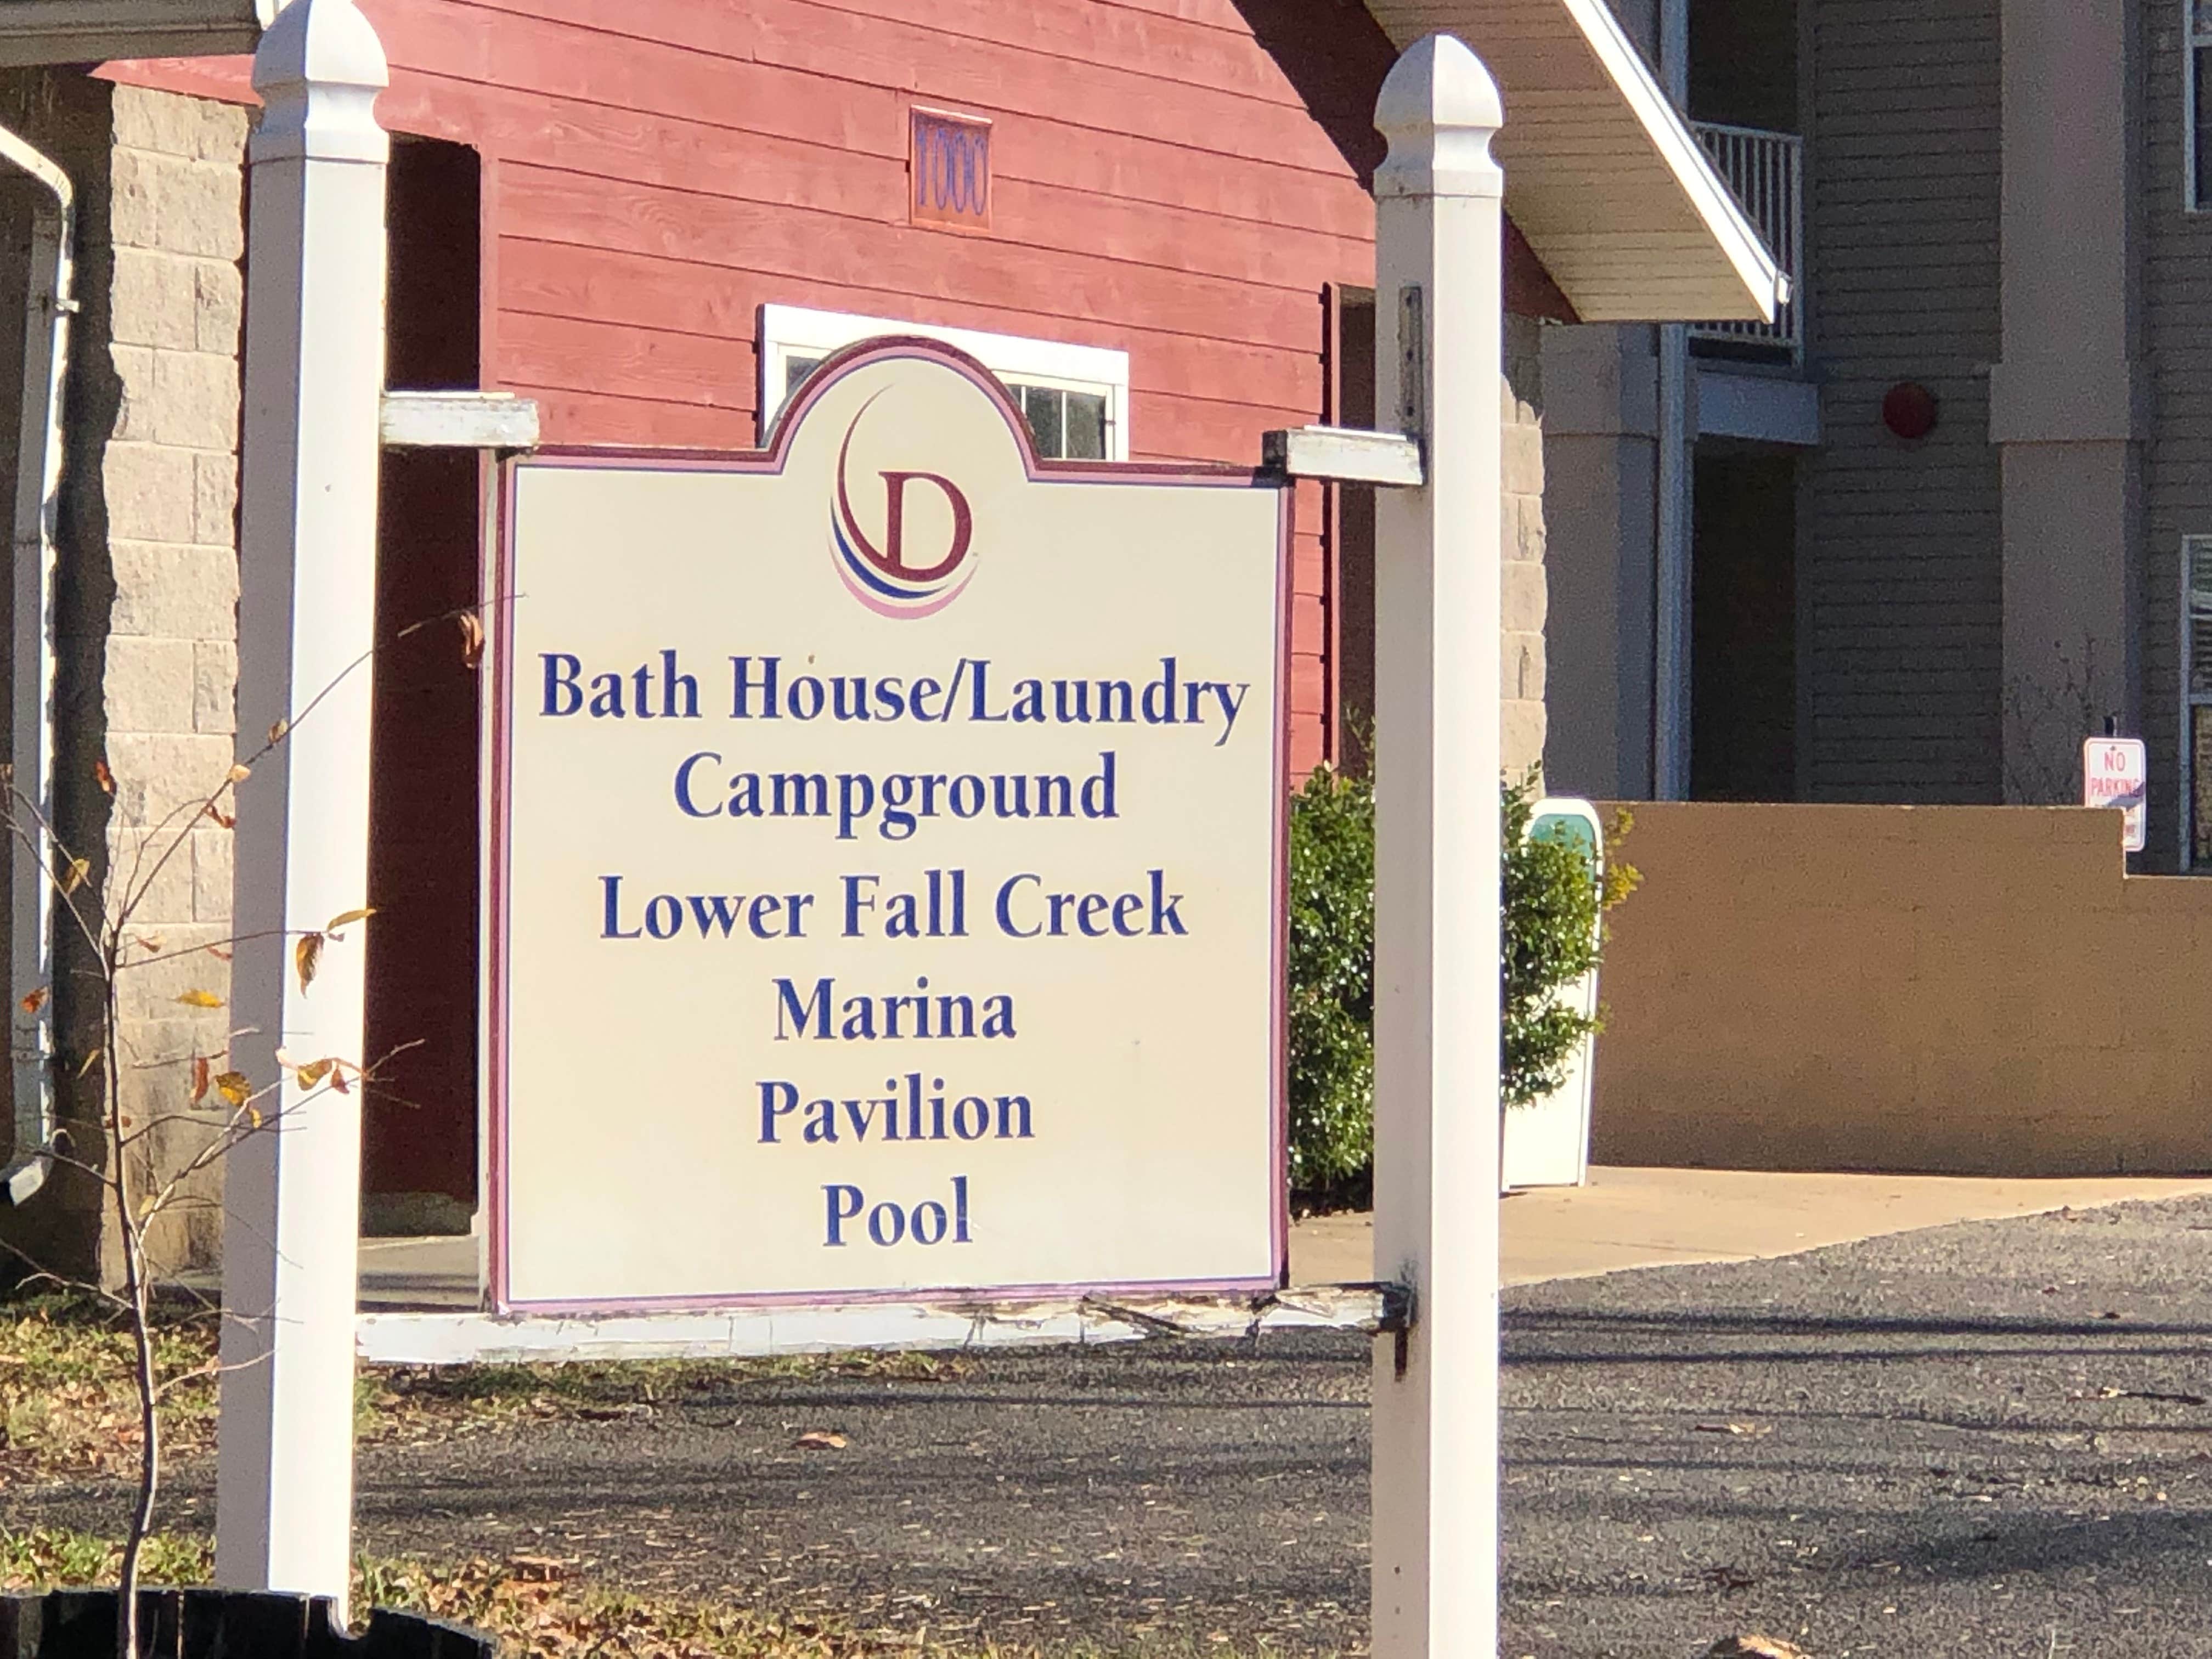 1000
D
Bath House/Laundry
Campground
Lower Fall Creek
Marina
Pavilion
Pool
NO
PARKING